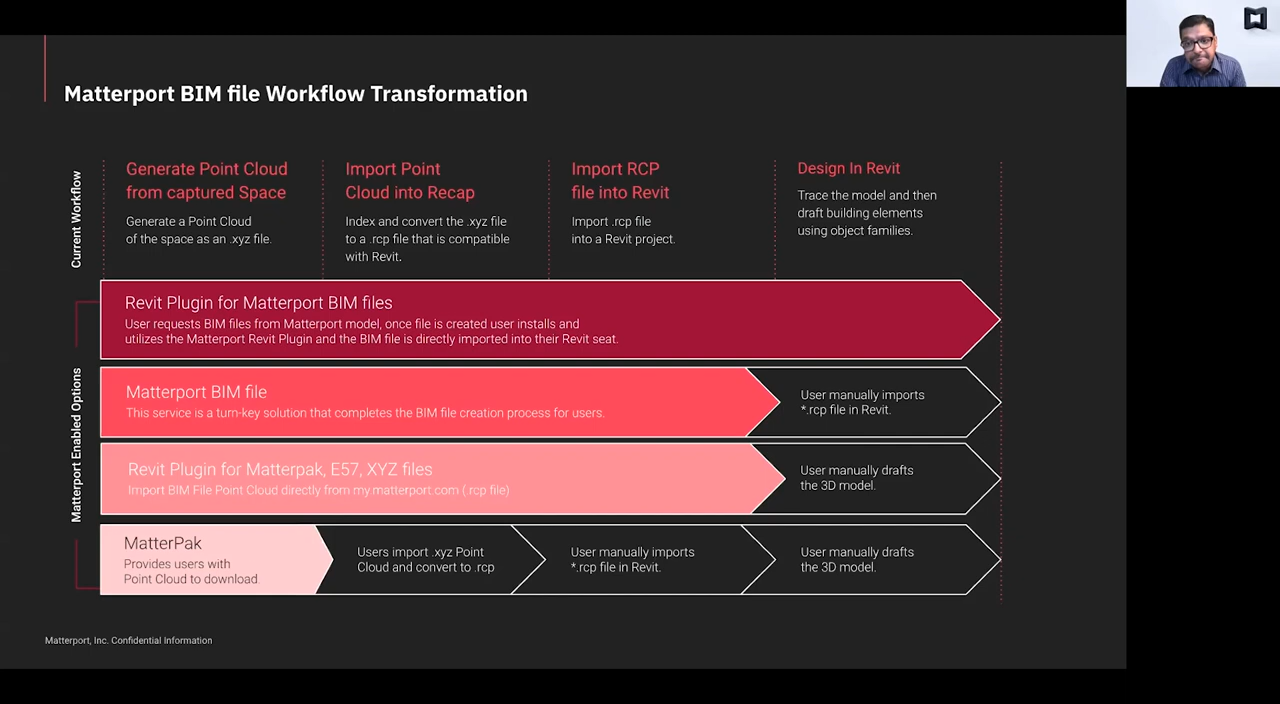 Matterport BIM file Workflow Transformation
Current Workflow
Generate Point Cloud
from captured Space
Generate a Point Cloud
of the space as an .xyz file.
Import Point
Cloud into Recap
Index and convert the .xyz file
to a .rcp file that is compatible
with Revit.
Import RCP
file into Revit
Import .rcp file
into a Revit project.
Design In Revit
Trace the model and then
draft building elements
using object families.
Matterport Enabled Options
Revit Plugin for Matterport BIM files
User requests BIM files from Matterport model, once file is created user installs and
utilizes the Matterport Revit Plugin and the BIM file is directly imported into their Revit seat.
Matterport BIM file
This service is a turn-key solution that completes the BIM file creation process for users.
User manually imports
*.rcp file in Revit.
Revit Plugin for Matterpak, E57, XYZ files
Import BIM File Point Cloud directly from my.matterport.com (.rcp file)
User manually drafts
the 3D model.
MatterPak
Provides users with
Point Cloud to download.
Users import .xyz Point
Cloud and convert to .rcp
User manually imports
*.rcp file in Revit.
User manually drafts
the 3D model.
Matterport, Inc. Confidential Information